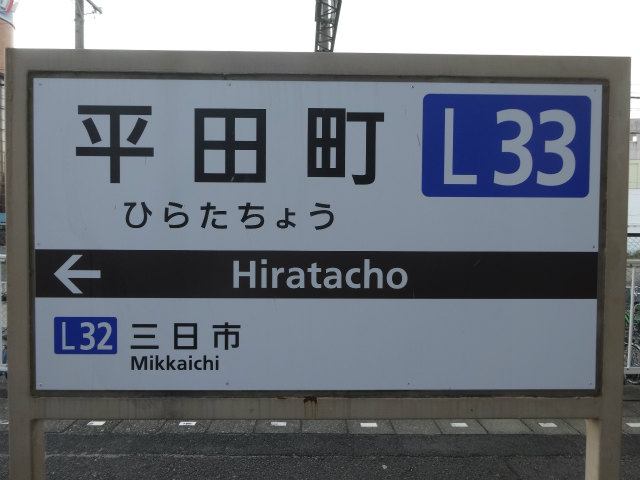 平田町 L33
ひらたちょう
← Hiratacho
L32 三日市
Mikkaichi